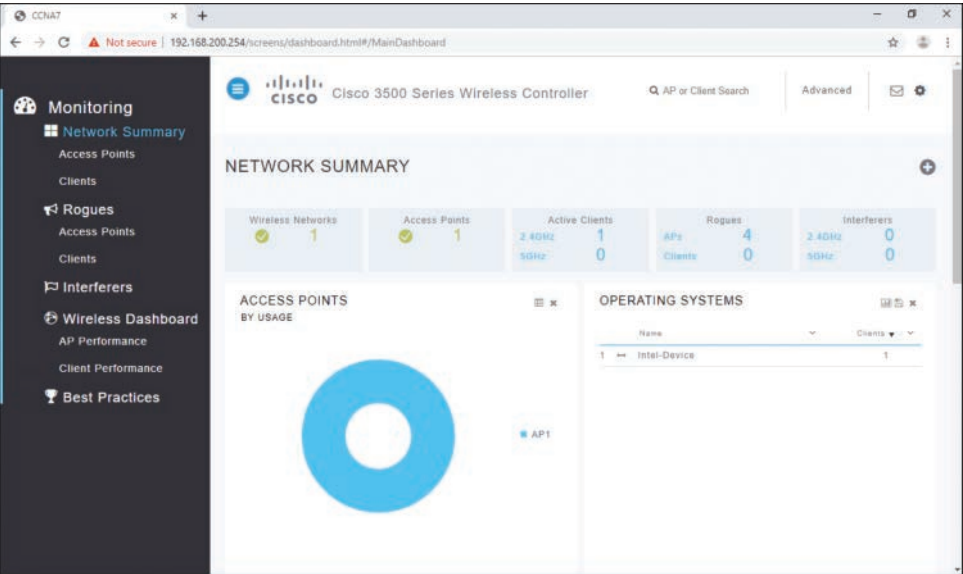 CCNA7
Not secure | 192.168.200.254/screens/dashboard.html#/MainDashboard
Monitoring
Network Summary
Access Points
Clients
Rogues
Access Points
Clients
Interferers
Wireless Dashboard
AP Performance
Client Performance
Best Practices
CISCO Cisco 3500 Series Wireless Controller
AP or Client Search
Advanced
NETWORK SUMMARY
Wireless Networks
1
Access Points
1
Active Clients
2.4GHz 1
5GHz 0
Rogues
APs 4
Clients 0
Interferers
2.4GHz 0
5GHz 0
ACCESS POINTS
BY USAGE
AP1
OPERATING SYSTEMS
Name Clients
1 Intel-Device 1